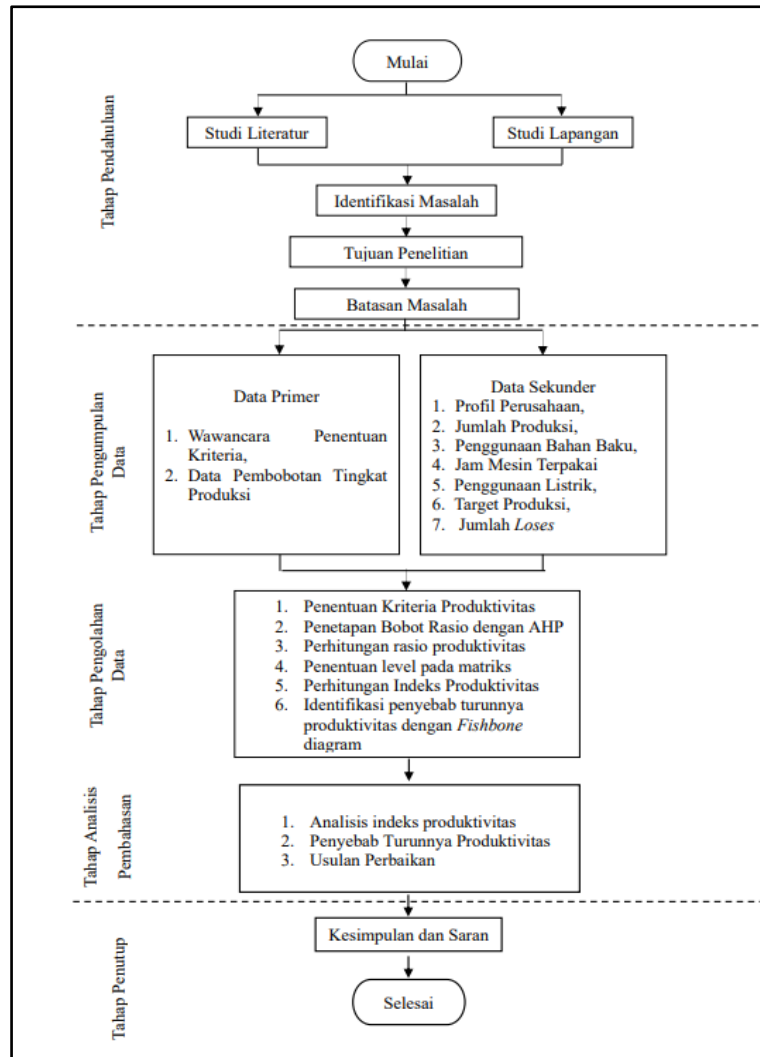 Mulai
Tahap Pendahuluan
Studi Literatur
Studi Lapangan
Identifikasi Masalah
Tujuan Penelitian
Batasan Masalah
Tahap Pengumpulan
Data
Data Primer
1. Wawancara Penentuan
Kriteria,
2. Data Pembobotan Tingkat
Produksi
Data Sekunder
1. Profil Perusahaan,
2. Jumlah Produksi,
3. Penggunaan Bahan Baku,
4. Jam Mesin Terpakai
5. Penggunaan Listrik,
6. Target Produksi,
7. Jumlah Loses
Tahap Pengolahan
Data
1. Penentuan Kriteria Produktivitas
2. Penetapan Bobot Rasio dengan AHP
3. Perhitungan rasio produktivitas
4. Penentuan level pada matriks
5. Perhitungan Indeks Produktivitas
6. Identifikasi penyebab turunnya
produktivitas dengan Fishbone
diagram
Tahap Analisis
Pembahasan
1. Analisis indeks produktivitas
2. Penyebab Turunnya Produktivitas
3. Usulan Perbaikan
Tahap Penutup
Kesimpulan dan Saran
Selesai